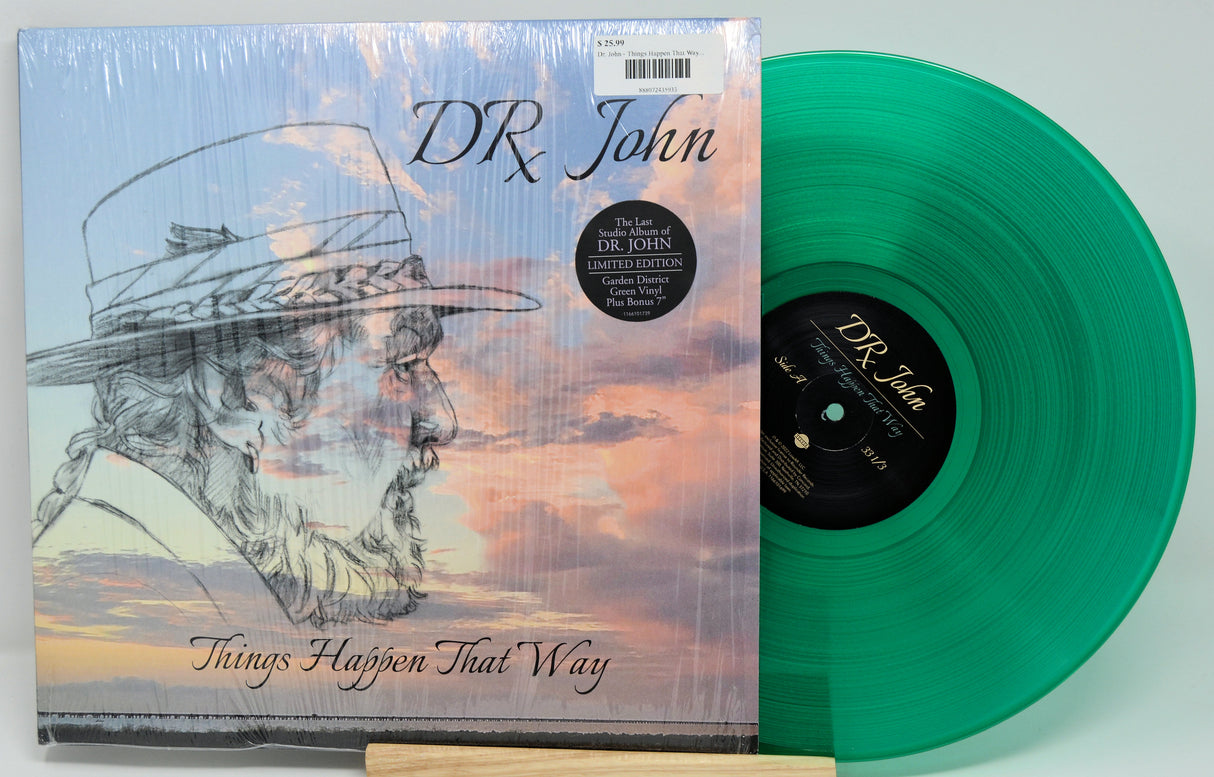 $ 25.99
Dr. John - Things Happen That Way...
888072435933
DRx John
The Last
Studio Album of
DR. JOHN
LIMITED EDITION
Garden District
Green Vinyl
Plus Bonus 7"
1166101739
Things Happen That Way
DRx John
Things Happen That Way
Side A
33 1/3